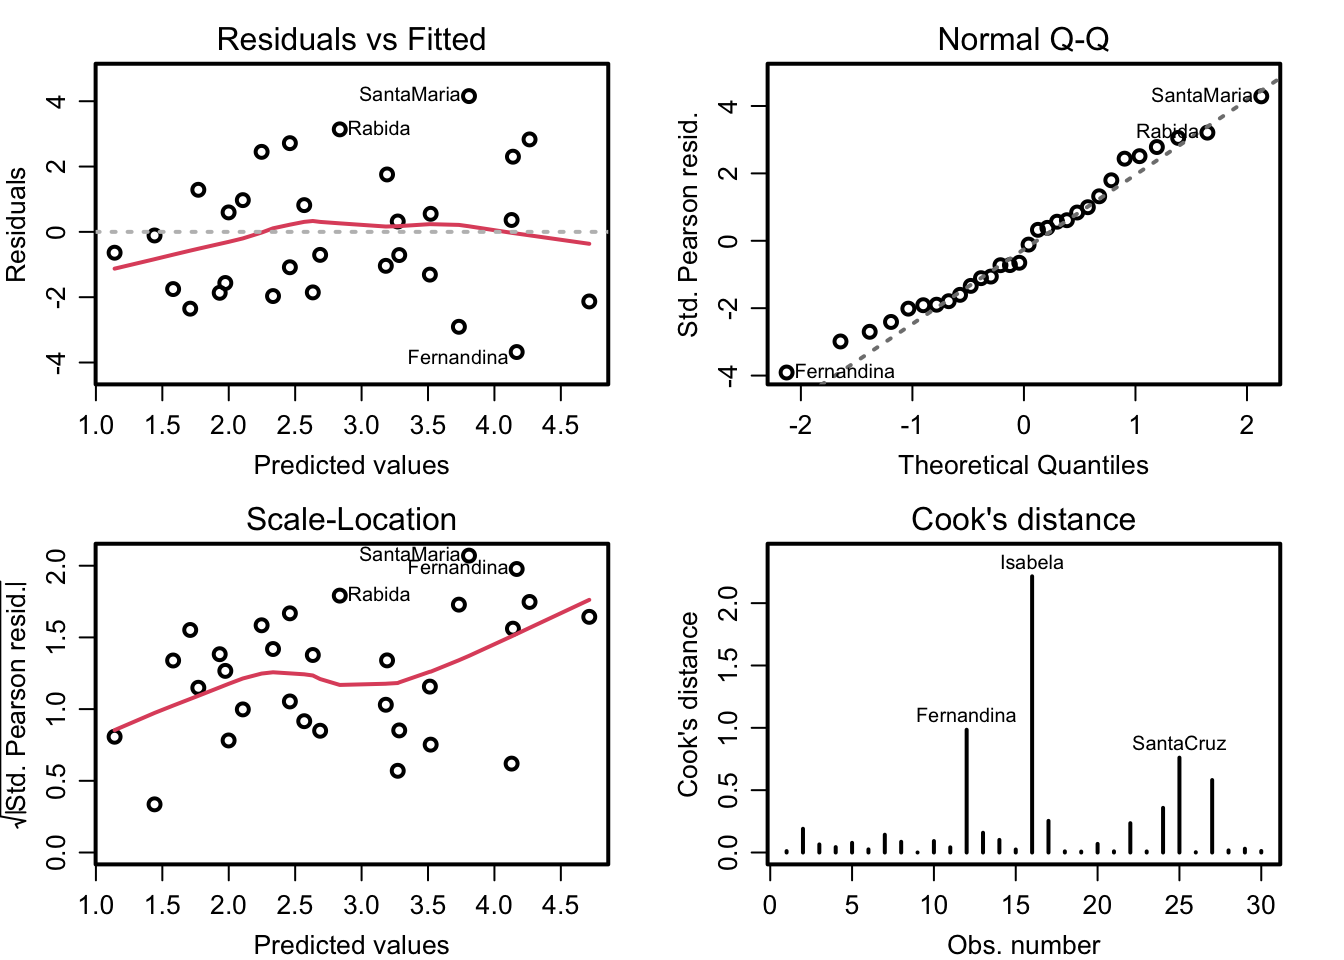 Residuals vs Fitted
Residuals
4
2
0
-2
-4
SantaMaria
Rabida
Fernandina
1.0 1.5 2.0 2.5 3.0 3.5 4.0 4.5
Predicted values
Normal Q-Q
Std. Pearson resid.
4
2
0
-2
-4
SantaMaria
Rabida
Fernandina
-2 -1 0 1 2
Theoretical Quantiles
Scale-Location
√|Std. Pearson resid.|
2.0
1.5
1.0
0.5
0.0
SantaMaria
Fernandina
Rabida
1.0 1.5 2.0 2.5 3.0 3.5 4.0 4.5
Predicted values
Cook's distance
Cook's distance
2.0
1.5
1.0
0.5
0.0
Isabela
Fernandina
SantaCruz
0 5 10 15 20 25 30
Obs. number